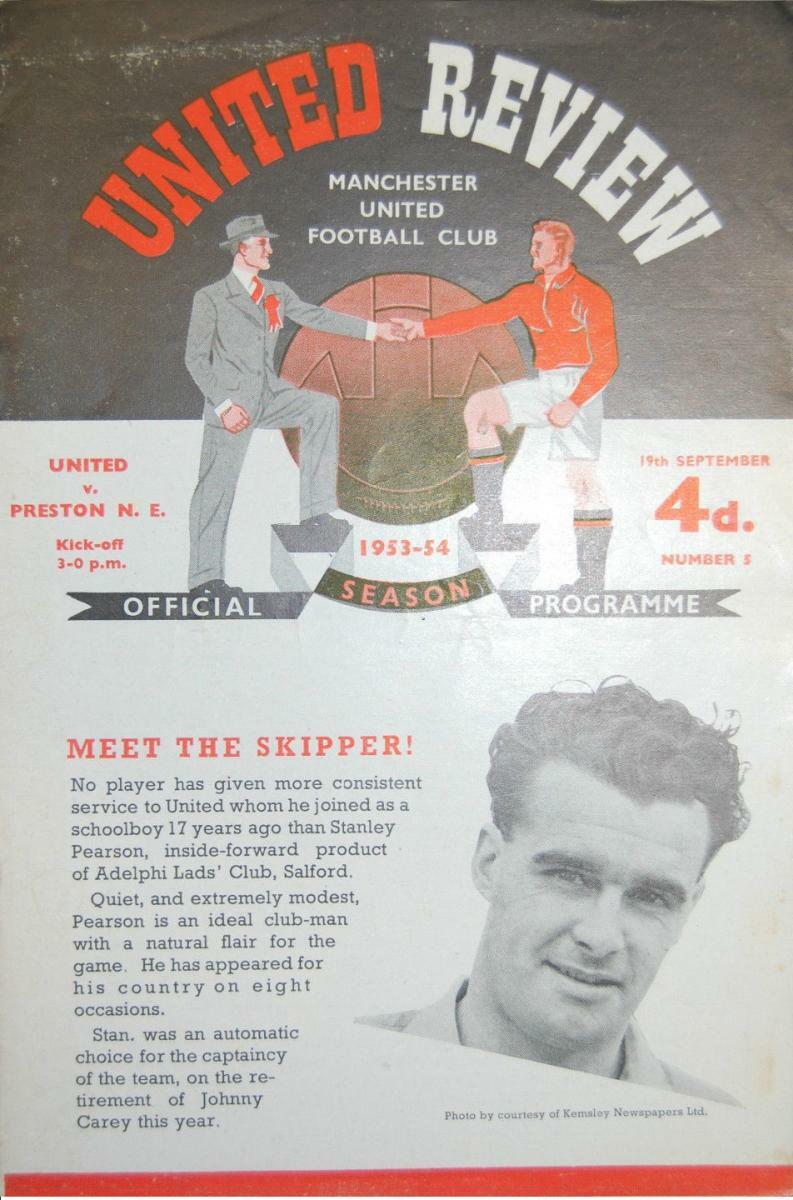 UNITED REVIEW
MANCHESTER
UNITED
FOOTBALL CLUB
UNITED
v.
PRESTON N. E.
Kick-off
3-0 p.m.
19th SEPTEMBER
4d.
NUMBER 5
1953-54
OFFICIAL SEASON PROGRAMME
MEET THE SKIPPER!
No player has given more consistent
service to United whom he joined as a
schoolboy 17 years ago than Stanley
Pearson, inside-forward product
of Adelphi Lads' Club, Salford.
Quiet, and extremely modest,
Pearson is an ideal club-man
with a natural flair for the
game. He has appeared for
his country on eight
occasions.
Stan. was an automatic
choice for the captaincy
of the team, on the re-
tirement of Johnny
Carey this year.
Photo by courtesy of Kemsley Newspapers Ltd.